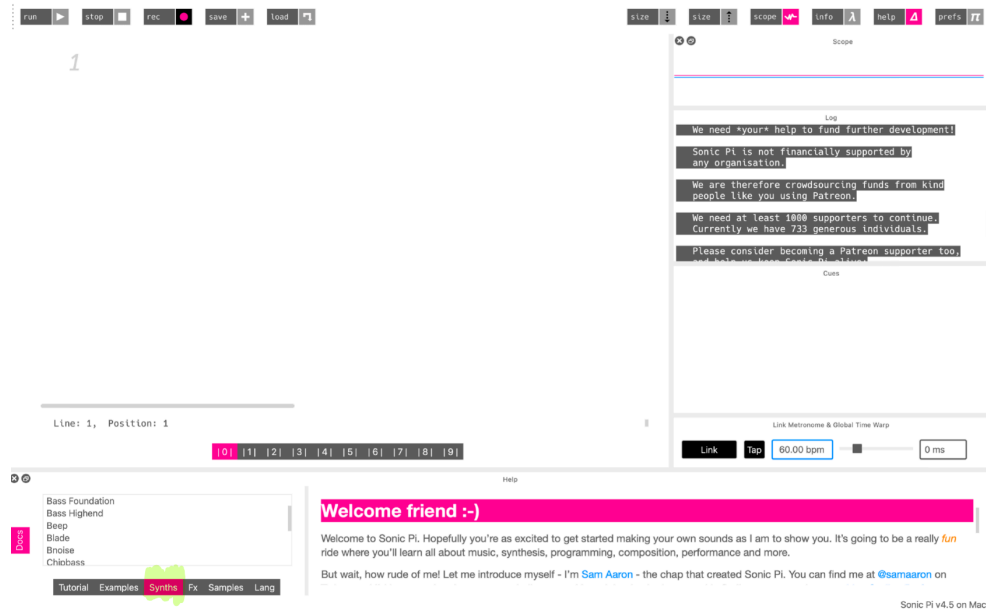 run
stop
rec
save
load
size
size
scope
info
help
prefs
1
Line: 1, Position: 1
|0| |1| |2| |3| |4| |5| |6| |7| |8| |9|
Scope
Log
We need *your* help to fund further development!
Sonic Pi is not financially supported by
any organisation.
We are therefore crowdsourcing funds from kind
people like you using Patreon.
We need at least 1000 supporters to continue.
Currently we have 733 generous individuals.
Please consider becoming a Patreon supporter too,
and help us keep Sonic Pi alive:
Cues
Link Metronome & Global Time Warp
Link Tap 60.00 bpm 0 ms
Help
Docs
Bass Foundation
Bass Highend
Beep
Blade
Bnoise
Chipbass
Tutorial Examples Synths Fx Samples Lang
Welcome friend :-)
Welcome to Sonic Pi. Hopefully you're as excited to get started making your own sounds as I am to show you. It's going to be a really fun
ride where you'll learn all about music, synthesis, programming, composition, performance and more.
But wait, how rude of me! Let me introduce myself - I'm Sam Aaron - the chap that created Sonic Pi. You can find me at @samaaron on
Sonic Pi v4.5 on Mac